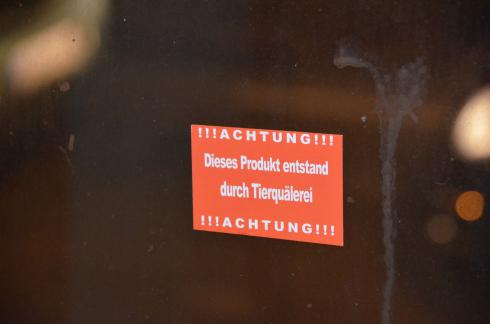 !!!ACHTUNG!!!
Dieses Produkt entstand
durch Tierquälerei
!!!ACHTUNG!!!